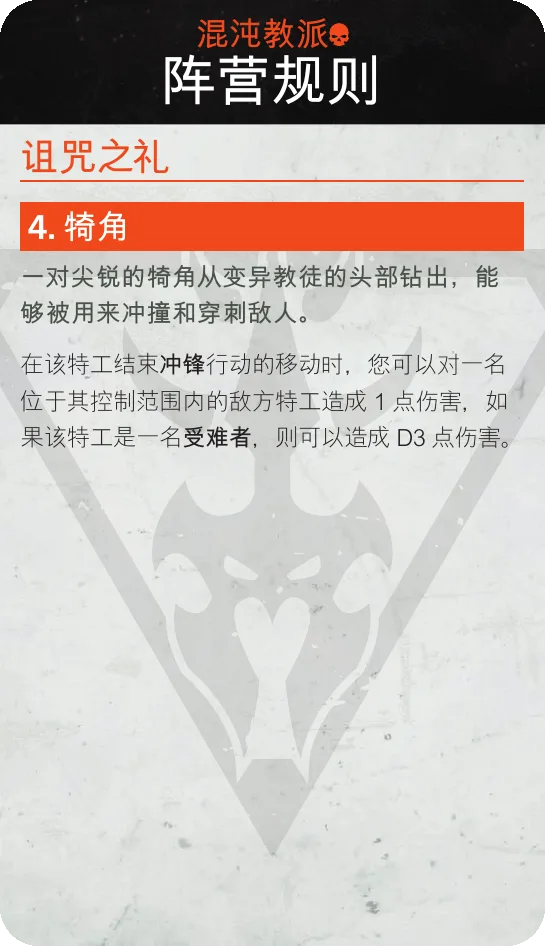 混沌教派
阵营规则
诅咒之礼
4. 犄角
一对尖锐的犄角从变异教徒的头部钻出，能
够被用来冲撞和穿刺敌人。
在该特工结束冲锋行动的移动时，您可以对一名
位于其控制范围内的敌方特工造成 1 点伤害，如
果该特工是一名受难者，则可以造成 D3 点伤害。